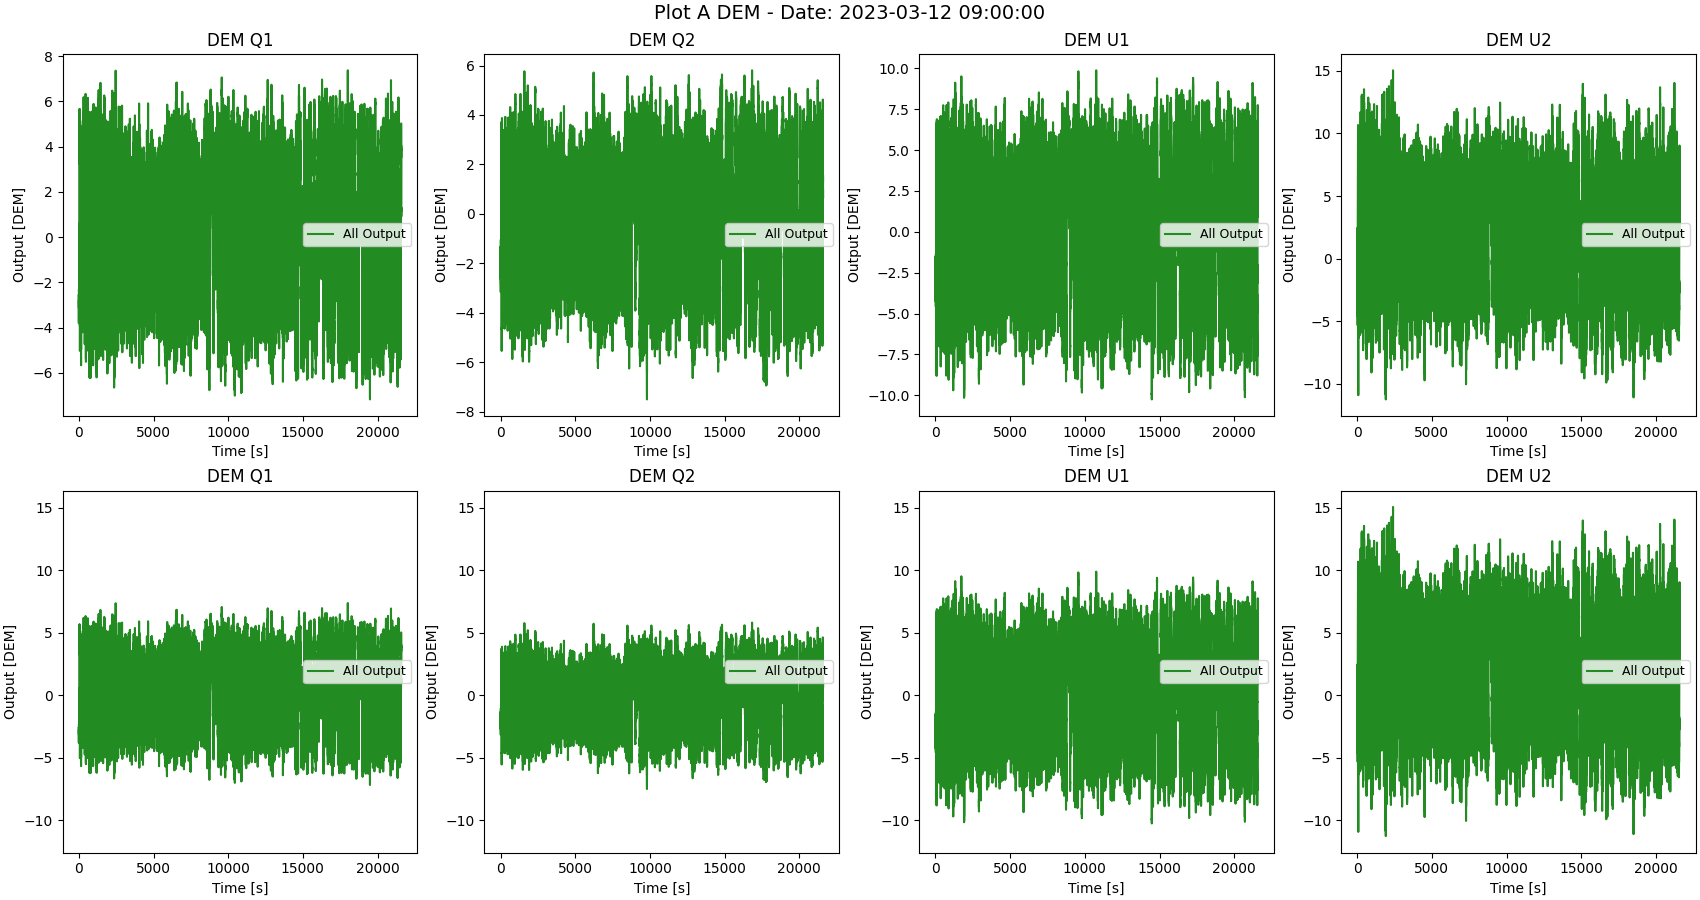 Plot A DEM - Date: 2023-03-12 09:00:00
DEM Q1
DEM Q2
DEM U1
DEM U2
8
6
4
2
0
−2
−4
−6
Output [DEM]
All Output
0 5000 10000 15000 20000
Time [s]
6
4
2
0
−2
−4
−6
−8
Output [DEM]
All Output
0 5000 10000 15000 20000
Time [s]
10.0
7.5
5.0
2.5
0.0
−2.5
−5.0
−7.5
−10.0
Output [DEM]
All Output
0 5000 10000 15000 20000
Time [s]
15
10
5
0
−5
−10
Output [DEM]
All Output
0 5000 10000 15000 20000
Time [s]
DEM Q1
DEM Q2
DEM U1
DEM U2
15
10
5
0
−5
−10
Output [DEM]
All Output
0 5000 10000 15000 20000
Time [s]
15
10
5
0
−5
−10
Output [DEM]
All Output
0 5000 10000 15000 20000
Time [s]
15
10
5
0
−5
−10
Output [DEM]
All Output
0 5000 10000 15000 20000
Time [s]
15
10
5
0
−5
−10
Output [DEM]
All Output
0 5000 10000 15000 20000
Time [s]